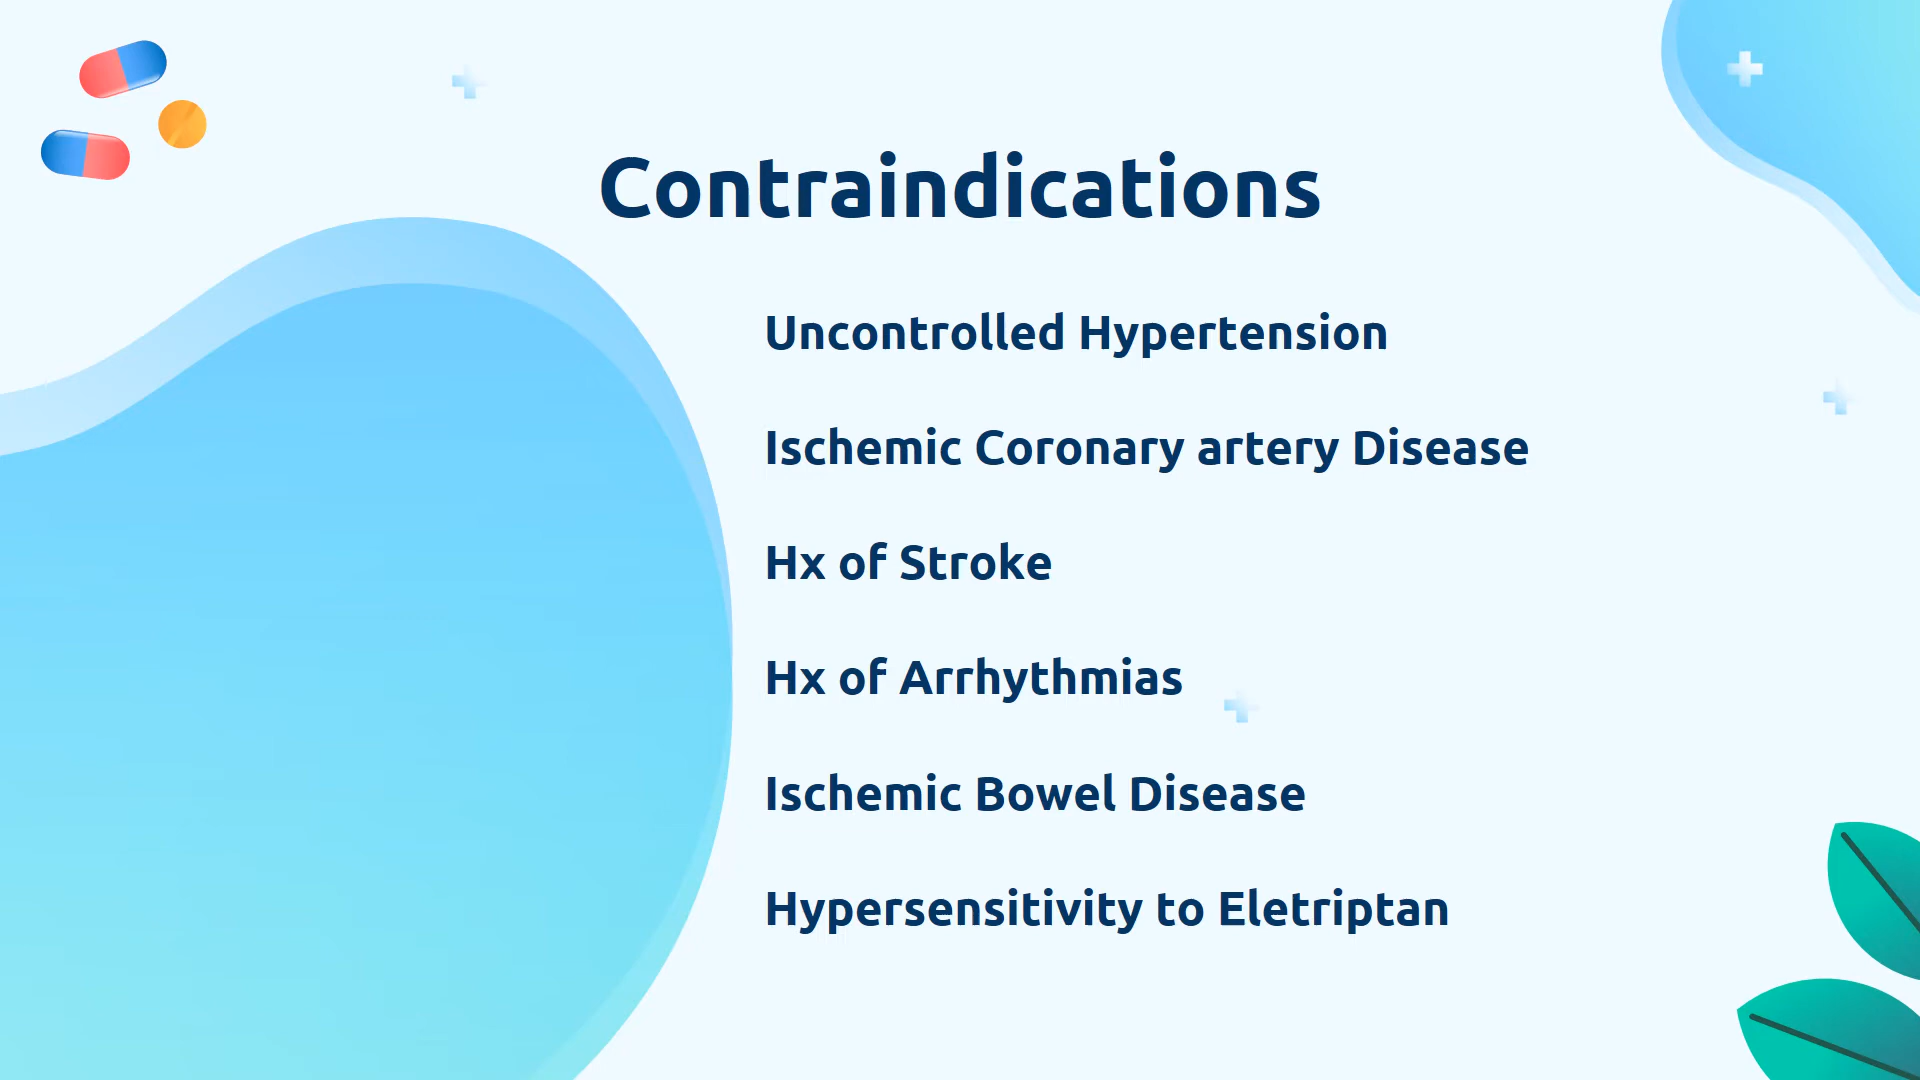 Contraindications
Uncontrolled Hypertension
Ischemic Coronary artery Disease
Hx of Stroke
Hx of Arrhythmias
Ischemic Bowel Disease
Hypersensitivity to Eletriptan